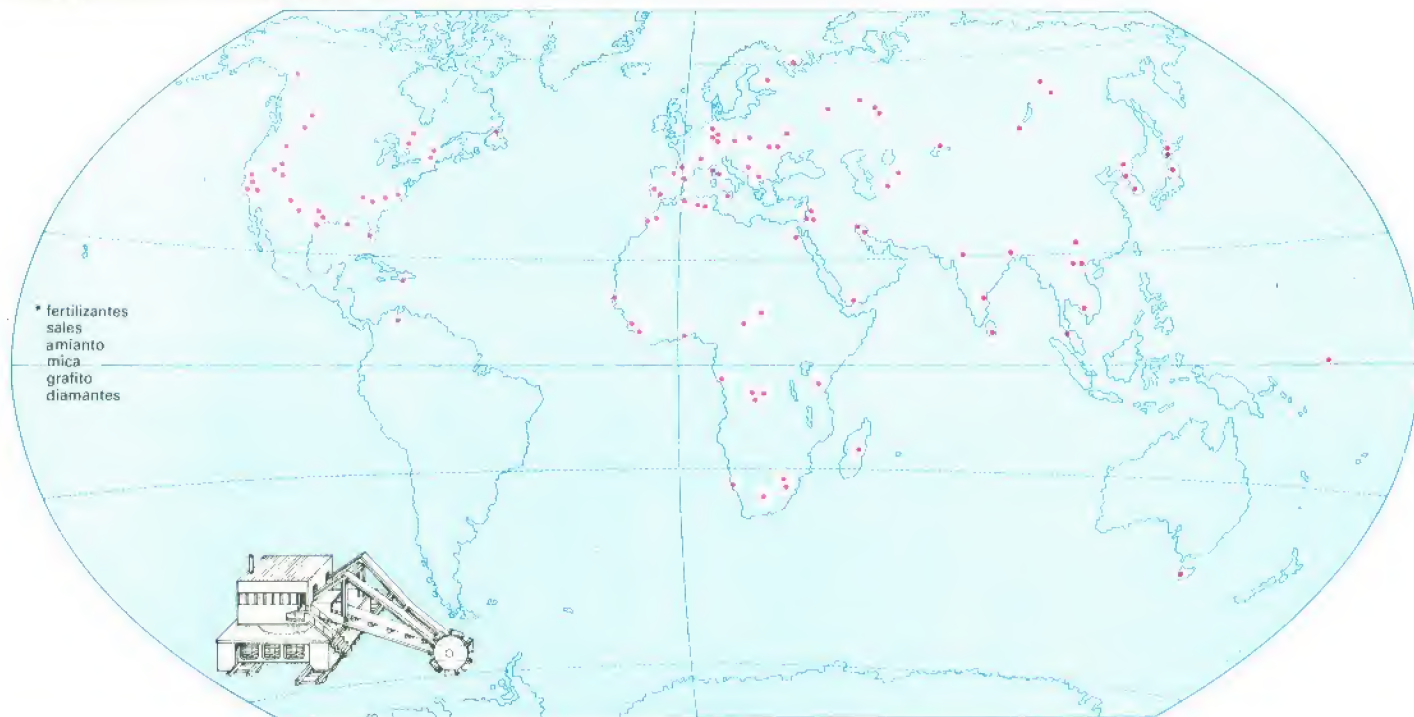 * fertilizantes
sales
amianto
mica
grafito
diamantes